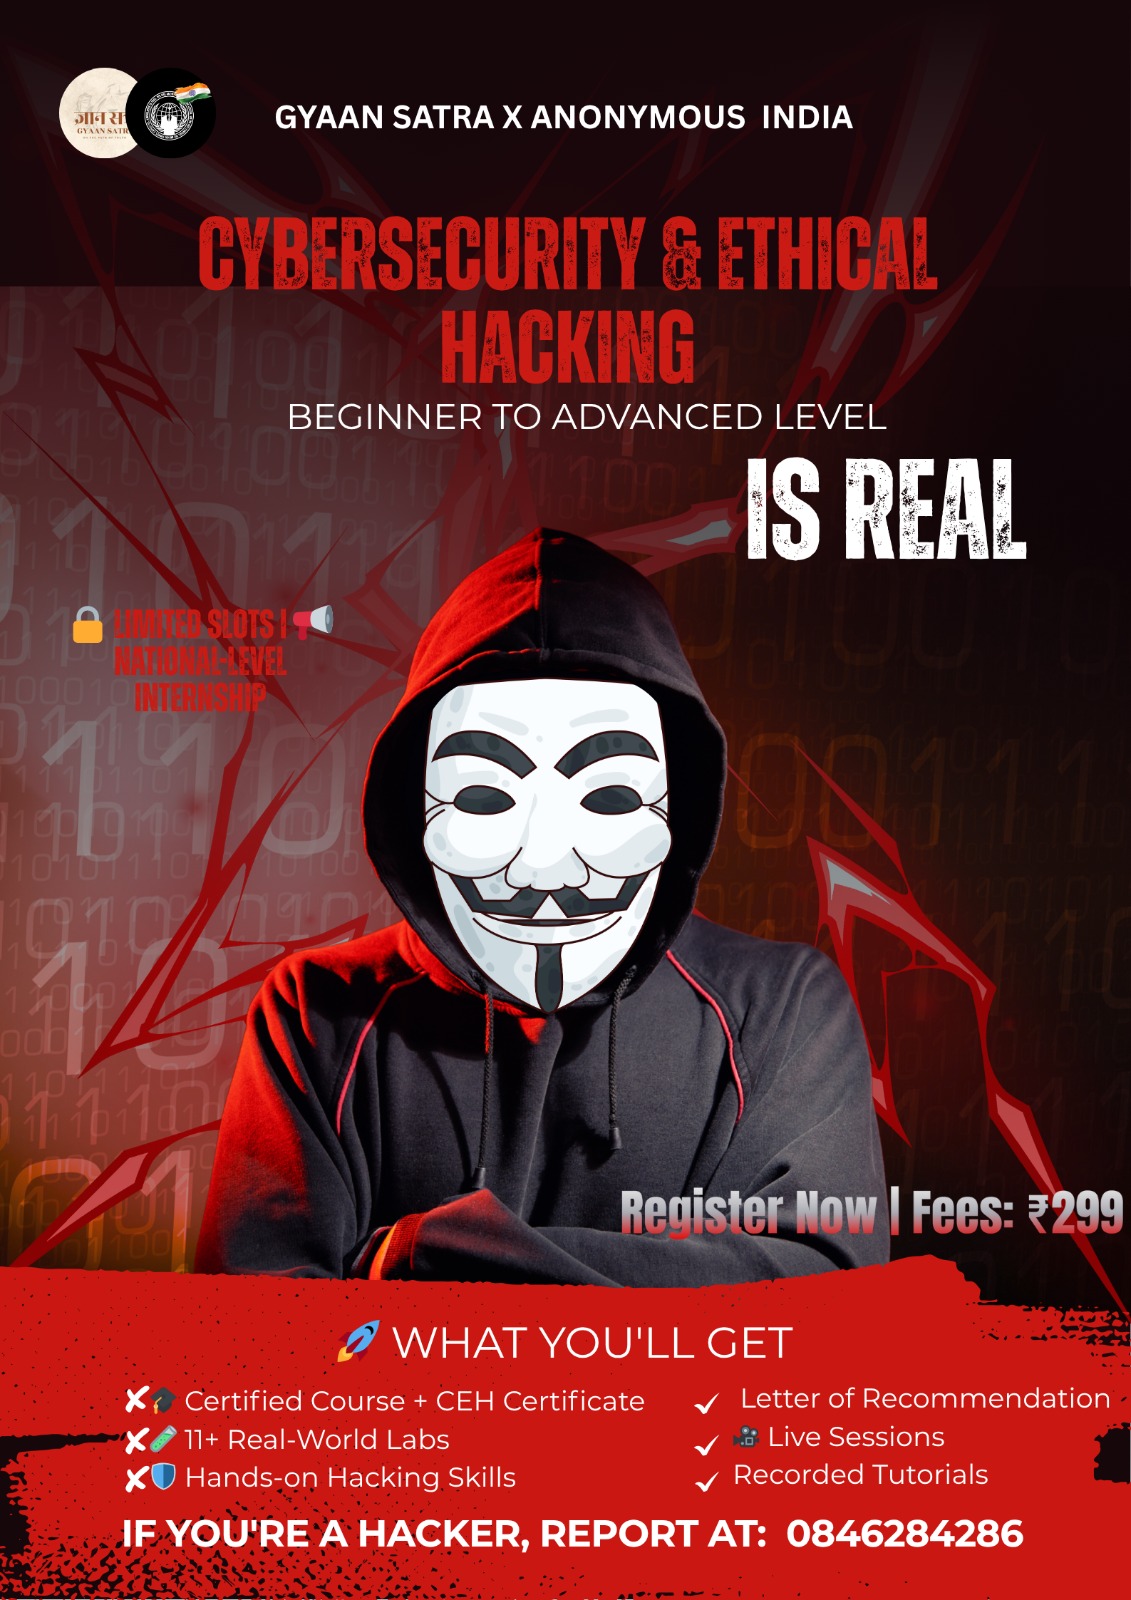 GYAAN SATRA
GYAAN SATRA X ANONYMOUS INDIA
CYBERSECURITY & ETHICAL
HACKING
BEGINNER TO ADVANCED LEVEL
IS REAL
🔒 LIMITED SLOTS | 📢
NATIONAL-LEVEL
INTERNSHIP
Register Now | Fees: ₹299
🚀 WHAT YOU'LL GET
✘🎓 Certified Course + CEH Certificate
✘🧪 11+ Real-World Labs
✘🛡️ Hands-on Hacking Skills
✓ Letter of Recommendation
✓ 🎥 Live Sessions
✓ Recorded Tutorials
IF YOU'RE A HACKER, REPORT AT: 0846284286